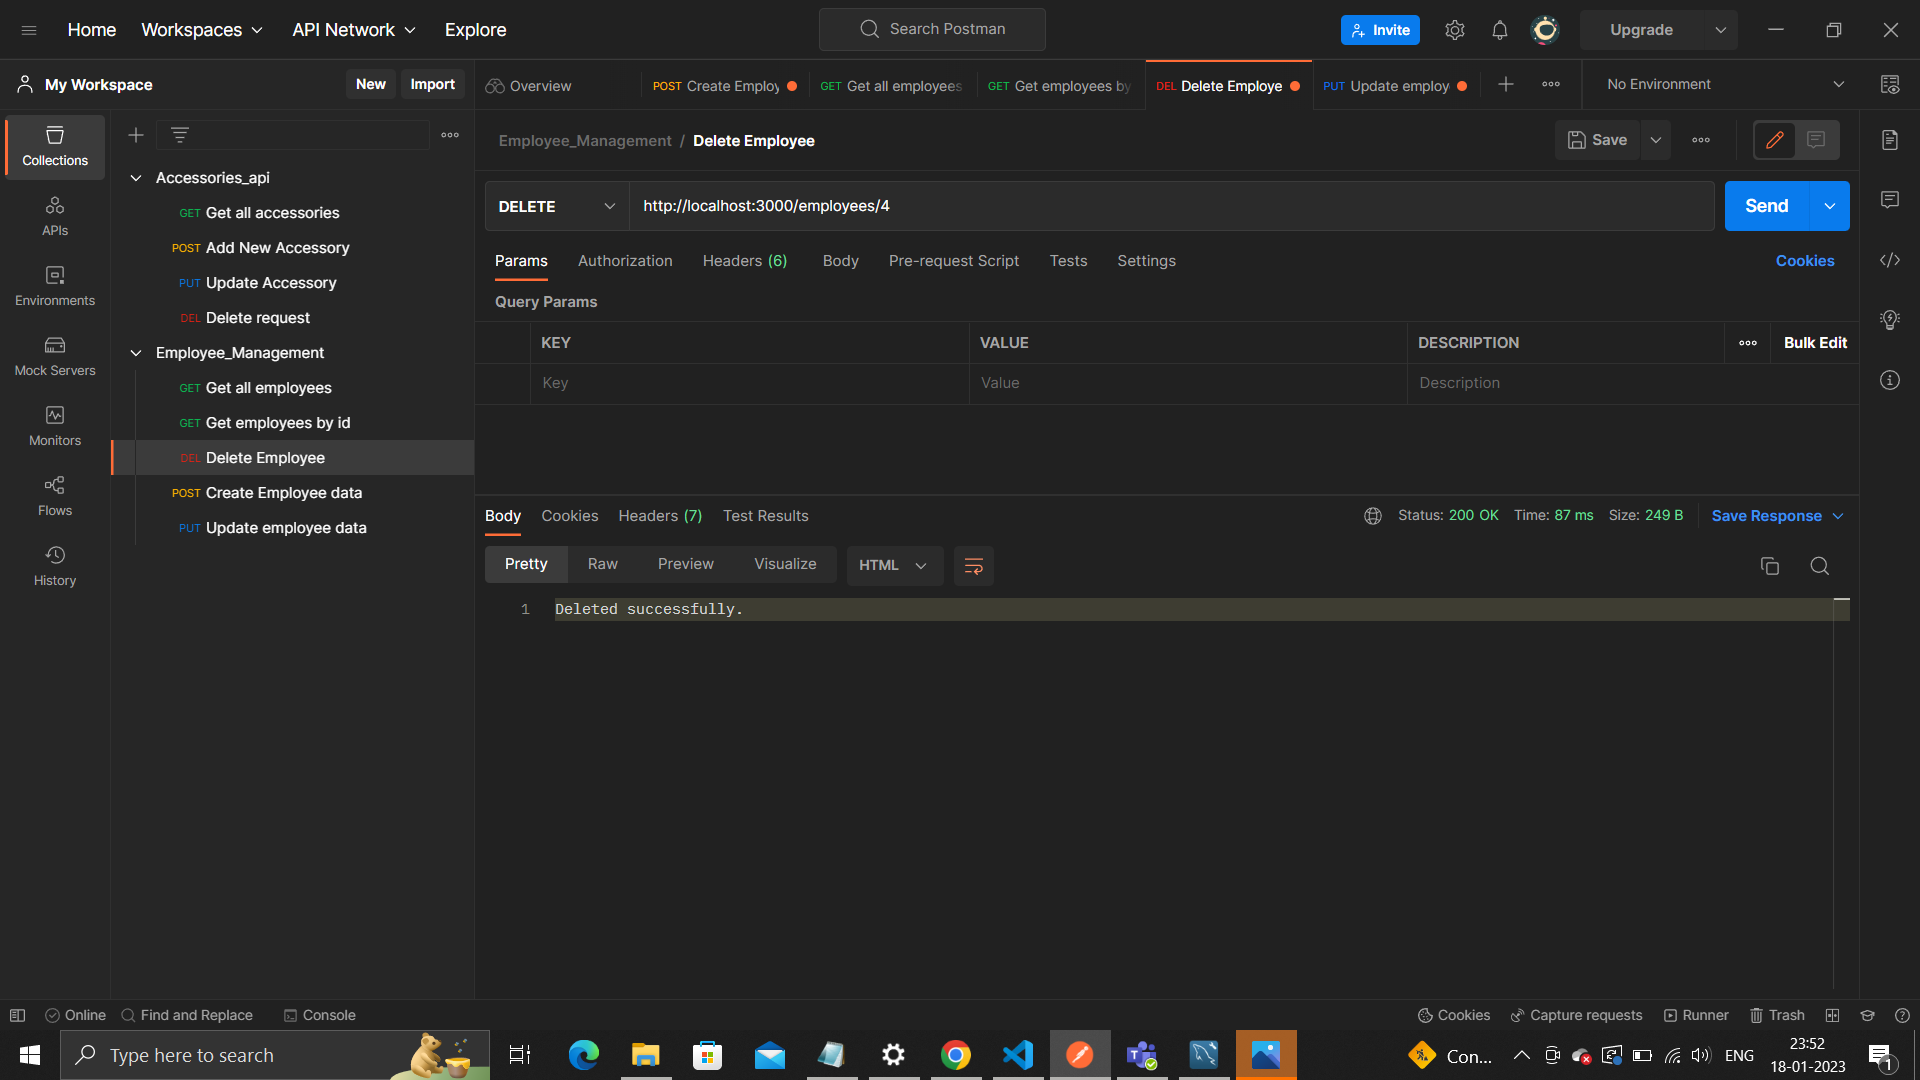 Home Workspaces API Network Explore Search Postman Invite Upgrade
My Workspace New Import Overview POST Create Employ GET Get all employees GET Get employees by DEL Delete Employe PUT Update employ No Environment
Employee_Management / Delete Employee Save
Collections
APIs
Environments
Mock Servers
Monitors
Flows
History
Accessories_api
GET Get all accessories
POST Add New Accessory
PUT Update Accessory
DEL Delete request
Employee_Management
GET Get all employees
GET Get employees by id
DEL Delete Employee
POST Create Employee data
PUT Update employee data
DELETE http://localhost:3000/employees/4 Send
Params Authorization Headers (6) Body Pre-request Script Tests Settings Cookies
Query Params
KEY VALUE DESCRIPTION Bulk Edit
Key Value Description
Body Cookies Headers (7) Test Results Status: 200 OK Time: 87 ms Size: 249 B Save Response
Pretty Raw Preview Visualize HTML
1 Deleted successfully.
Online Find and Replace Console Cookies Capture requests Runner Trash
Type here to search Con... ENG 23:52
18-01-2023 1